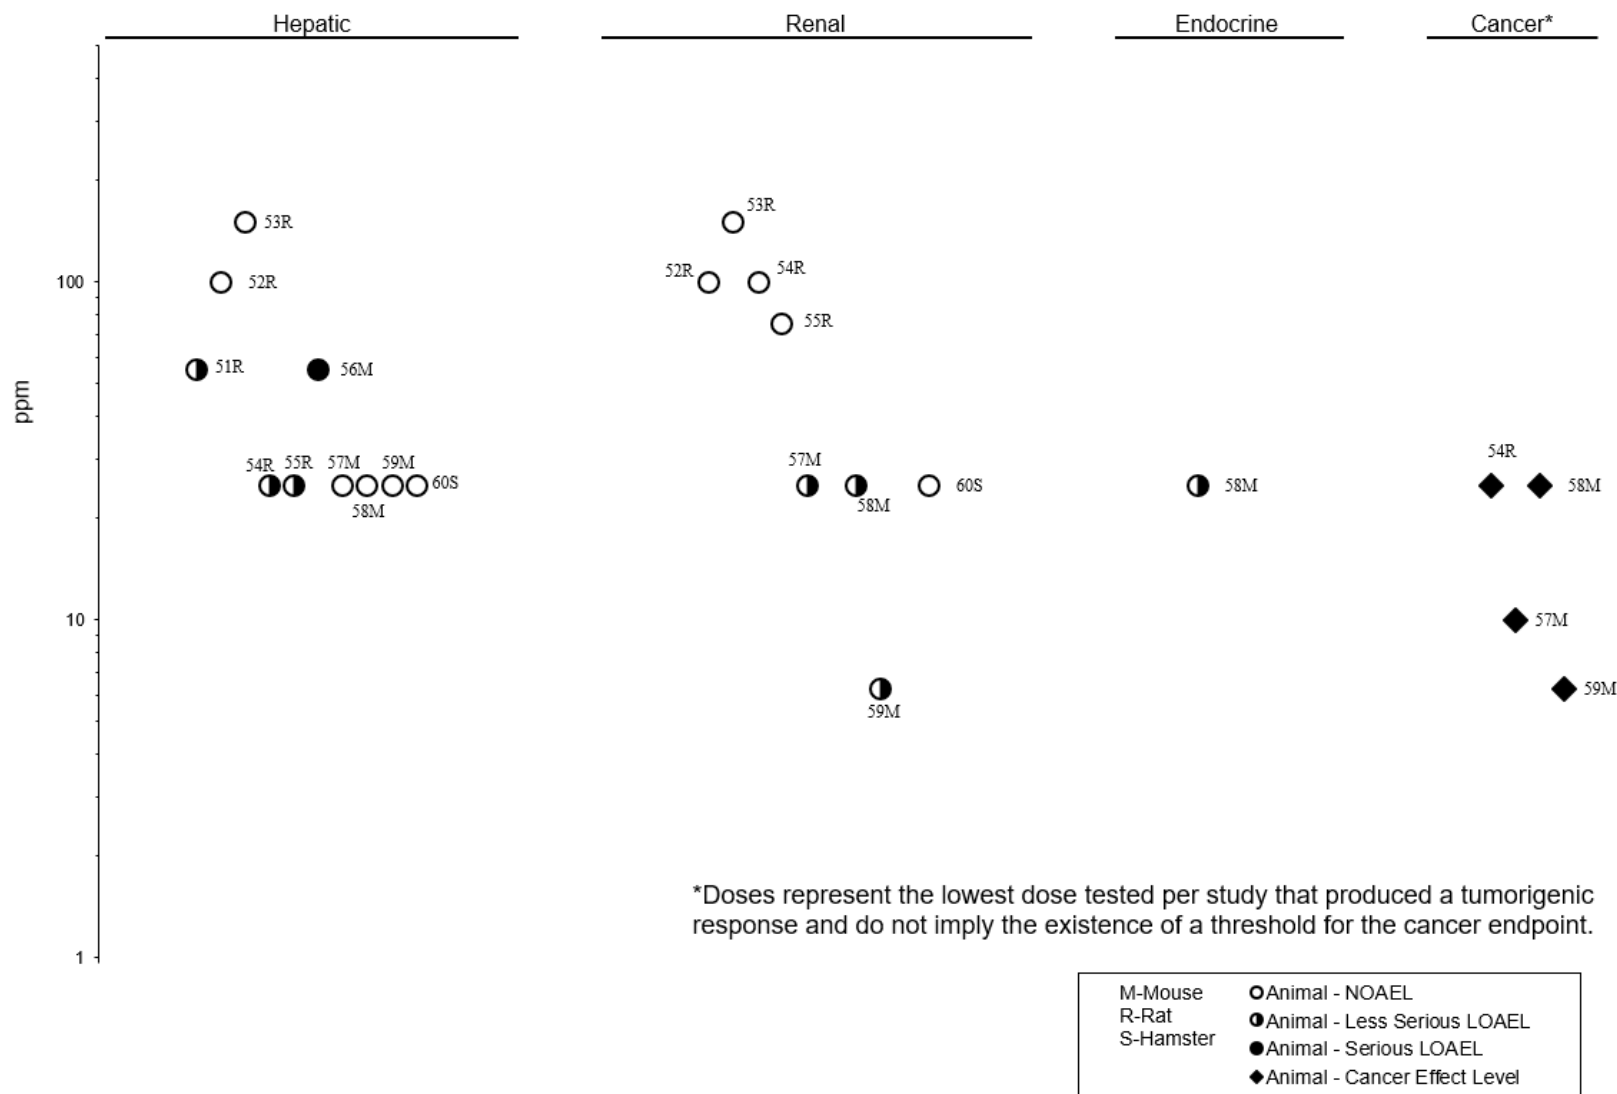 Hepatic Renal Endocrine Cancer*
53R 53R
100 52R 52R 54R
55R
51R 56M
ppm
54R 55R 57M 59M 60S 57M 60S 58M 54R 58M
58M 58M
10 57M
59M 59M
*Doses represent the lowest dose tested per study that produced a tumorigenic
response and do not imply the existence of a threshold for the cancer endpoint.
1
M-Mouse Animal - NOAEL
R-Rat Animal - Less Serious LOAEL
S-Hamster Animal - Serious LOAEL
Animal - Cancer Effect Level